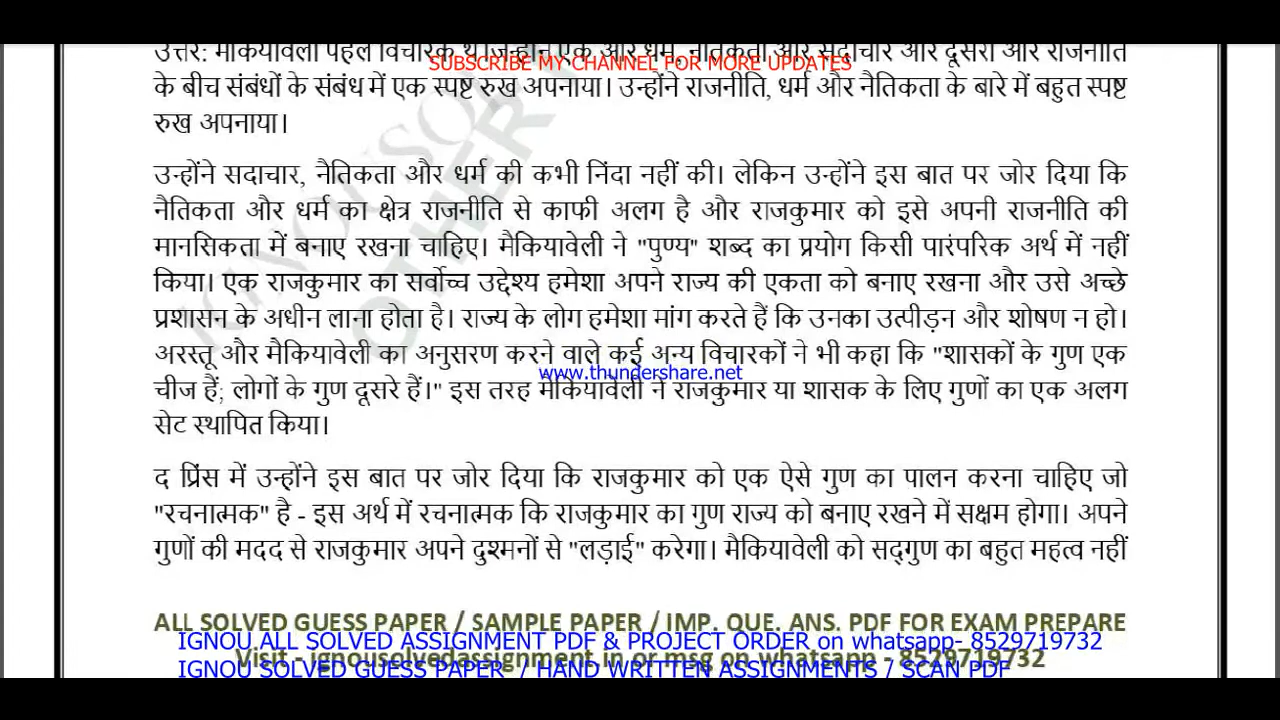 उत्तर: मैकियावेली पहले विचारक थे जिन्होंने एक ओर धर्म, नैतिकता और सदाचार और दूसरी ओर राजनीति
SUBSCRIBE MY CHANNEL FOR MORE UPDATES
के बीच संबंधों के संबंध में एक स्पष्ट रुख अपनाया। उन्होंने राजनीति, धर्म और नैतिकता के बारे में बहुत स्पष्ट
रुख अपनाया।
उन्होंने सदाचार, नैतिकता और धर्म की कभी निंदा नहीं की। लेकिन उन्होंने इस बात पर जोर दिया कि
नैतिकता और धर्म का क्षेत्र राजनीति से काफी अलग है और राजकुमार को इसे अपनी राजनीति की
मानसिकता में बनाए रखना चाहिए। मैकियावेली ने "पुण्य" शब्द का प्रयोग किसी पारंपरिक अर्थ में नहीं
किया। एक राजकुमार का सर्वोच्च उद्देश्य हमेशा अपने राज्य की एकता को बनाए रखना और उसे अच्छे
प्रशासन के अधीन लाना होता है। राज्य के लोग हमेशा मांग करते हैं कि उनका उत्पीड़न और शोषण न हो।
अरस्तू और मैकियावेली का अनुसरण करने वाले कई अन्य विचारकों ने भी कहा कि "शासकों के गुण एक
www.thundershare.net
चीज हैं; लोगों के गुण दूसरे हैं।" इस तरह मैकियावेली ने राजकुमार या शासक के लिए गुणों का एक अलग
सेट स्थापित किया।
द प्रिंस में उन्होंने इस बात पर जोर दिया कि राजकुमार को एक ऐसे गुण का पालन करना चाहिए जो
"रचनात्मक" है - इस अर्थ में रचनात्मक कि राजकुमार का गुण राज्य को बनाए रखने में सक्षम होगा। अपने
गुणों की मदद से राजकुमार अपने दुश्मनों से "लड़ाई" करेगा। मैकियावेली को सद्गुण का बहुत महत्व नहीं
ALL SOLVED GUESS PAPER / SAMPLE PAPER / IMP. QUE. ANS. PDF FOR EXAM PREPARE
IGNOU ALL SOLVED ASSIGNMENT PDF & PROJECT ORDER on whatsapp- 8529719732
Visit - ignousolvedassignment.in or msg on whatsapp - 8529719732
IGNOU SOLVED GUESS PAPER / HAND WRITTEN ASSIGNMENTS / SCAN PDF